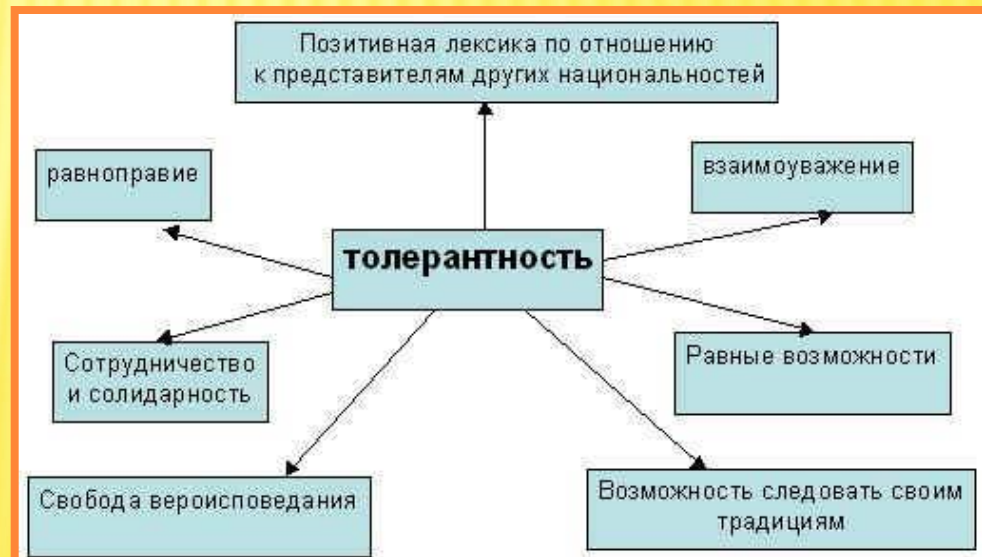 Позитивная лексика по отношению
к представителям других национальностей
равноправие
взаимоуважение
толерантность
Сотрудничество
и солидарность
Равные возможности
Свобода вероисповедания
Возможность следовать своим
традициям